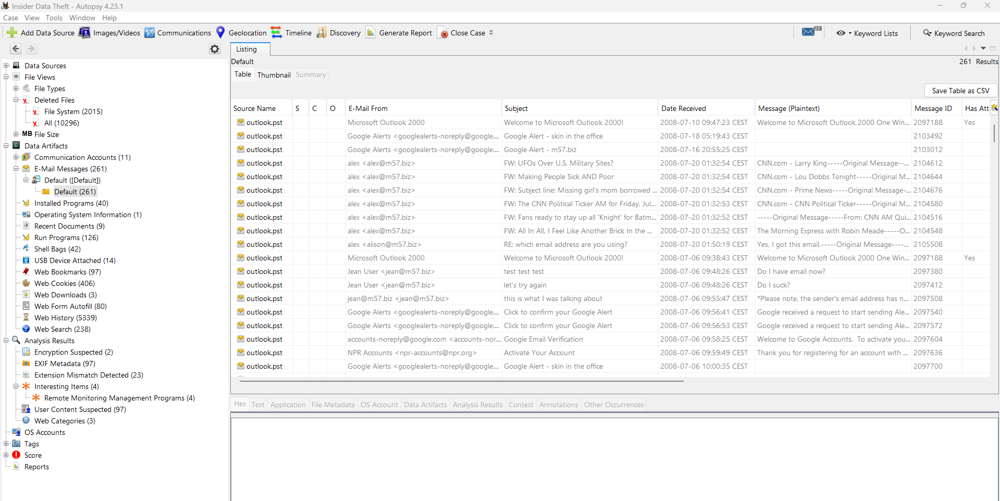 Insider Data Theft - Autopsy 4.23.1
Case View Tools Window Help
Add Data Source Images/Videos Communications Geolocation Timeline Discovery Generate Report Close Case 21 Keyword Lists Keyword Search
Data Sources
File Views
File Types
Deleted Files
File System (2015)
All (10296)
MB File Size
Data Artifacts
Communication Accounts (11)
E-Mail Messages (261)
Default ([Default])
Default (261)
Installed Programs (40)
Operating System Information (1)
Recent Documents (9)
Run Programs (126)
Shell Bags (42)
USB Device Attached (14)
Web Bookmarks (97)
Web Cookies (406)
Web Downloads (3)
Web Form Autofill (80)
Web History (5339)
Web Search (238)
Analysis Results
Encryption Suspected (2)
EXIF Metadata (97)
Extension Mismatch Detected (23)
Interesting Items (4)
Remote Monitoring Management Programs (4)
User Content Suspected (97)
Web Categories (3)
OS Accounts
Tags
Score
Reports
Listing
Default 261 Results
Table Thumbnail Summary
Save Table as CSV
Source Name S C O E-Mail From Subject Date Received Message (Plaintext) Message ID Has Att
outlook.pst Microsoft Outlook 2000 Welcome to Microsoft Outlook 2000! 2008-07-10 09:47:23 CEST Welcome to Microsoft Outlook 2000 One Win... 2097188 Yes
outlook.pst Google Alerts <googlealerts-noreply@google.... Google Alert - skin in the office 2008-07-18 05:19:43 CEST 2103492
outlook.pst Google Alerts <googlealerts-noreply@google.... Google Alert - m57.biz 2008-07-16 20:55:25 CEST 2103012
outlook.pst alex <alex@m57.biz> FW: UFOs Over U.S. Military Sites? 2008-07-20 01:32:54 CEST CNN.com - Larry King-----Original Message--... 2104612
outlook.pst alex <alex@m57.biz> FW: Making People Sick AND Poor 2008-07-20 01:32:54 CEST CNN.com - Lou Dobbs Tonight-----Original M... 2104644
outlook.pst alex <alex@m57.biz> FW: Subject line: Missing girl's mom borrowed ... 2008-07-20 01:32:54 CEST CNN.com - Prime News-----Original Message-... 2104676
outlook.pst alex <alex@m57.biz> FW: The CNN Political Ticker AM for Friday, Jul... 2008-07-20 01:32:53 CEST CNN.com - CNN Political Ticker-----Original M... 2104580
outlook.pst alex <alex@m57.biz> FW: Fans ready to stay up all 'Knight' for Batm... 2008-07-20 01:32:52 CEST -----Original Message-----From: CNN AM Qui... 2104516
outlook.pst alex <alex@m57.biz> FW: All In All, I Feel Like Another Brick In the ... 2008-07-20 01:32:52 CEST The Morning Express with Robin Meade-----O... 2104548
outlook.pst alex <alison@m57.biz> RE: which email address are you using? 2008-07-20 01:50:19 CEST Yes, I got this email.-----Original Message----... 2105508
outlook.pst Microsoft Outlook 2000 Welcome to Microsoft Outlook 2000! 2008-07-06 09:38:43 CEST Welcome to Microsoft Outlook 2000 One Win... 2097188 Yes
outlook.pst Jean User <jean@m57.biz> test test test 2008-07-06 09:48:26 CEST Do I have email now? 2097380
outlook.pst Jean User <jean@m57.biz> let's try again 2008-07-06 09:48:26 CEST Do I suck? 2097412
outlook.pst jean@m57.biz <jean@m57.biz> this is what I was talking about 2008-07-06 09:55:47 CEST *Please note, the sender's email address has n... 2097508
outlook.pst Google Alerts <googlealerts-noreply@google.... Click to confirm your Google Alert 2008-07-06 09:56:41 CEST Google received a request to start sending Ale... 2097540
outlook.pst Google Alerts <googlealerts-noreply@google.... Click to confirm your Google Alert 2008-07-06 09:56:53 CEST Google received a request to start sending Ale... 2097572
outlook.pst accounts-noreply@google.com <accounts-nor... Google Email Verification 2008-07-06 09:58:25 CEST Welcome to Google Accounts. To activate you... 2097604
outlook.pst NPR Accounts <npr-accounts@npr.org> Activate Your Account 2008-07-06 09:59:49 CEST Thank you for registering for an account with ... 2097636
outlook.pst Google Alerts <googlealerts-noreply@google.... Google Alert - skin in the office 2008-07-06 10:00:35 CEST 2097700
Hex Text Application File Metadata OS Account Data Artifacts Analysis Results Context Annotations Other Occurrences